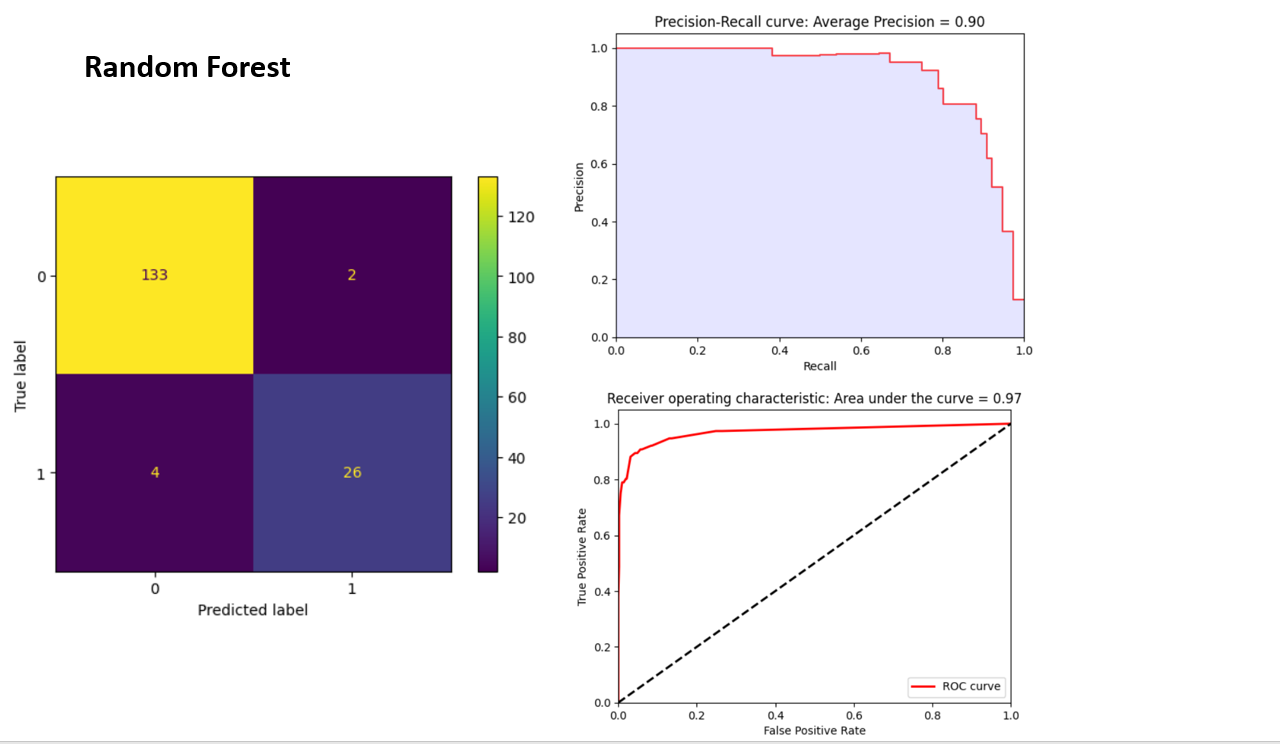 Random Forest
133
2
4
26
0
1
True label
0
1
Predicted label
120
100
80
60
40
20
Precision-Recall curve: Average Precision = 0.90
1.0
0.8
0.6
0.4
0.2
0.0
Precision
0.0 0.2 0.4 0.6 0.8 1.0
Recall
Receiver operating characteristic: Area under the curve = 0.97
1.0
0.8
0.6
0.4
0.2
0.0
True Positive Rate
ROC curve
0.0 0.2 0.4 0.6 0.8 1.0
False Positive Rate